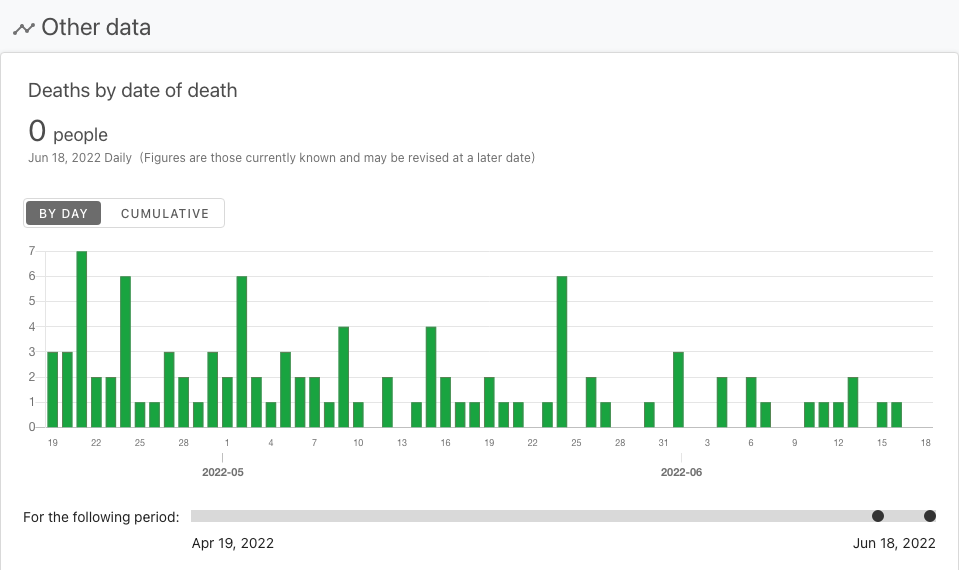 Other data
Deaths by date of death
0 people
Jun 18, 2022 Daily (Figures are those currently known and may be revised at a later date)
BY DAY CUMULATIVE
7
6
5
4
3
2
1
0
19 22 25 28 1 4 7 10 13 16 19 22 25 28 31 3 6 9 12 15 18
2022-05 2022-06
For the following period:
Apr 19, 2022 Jun 18, 2022